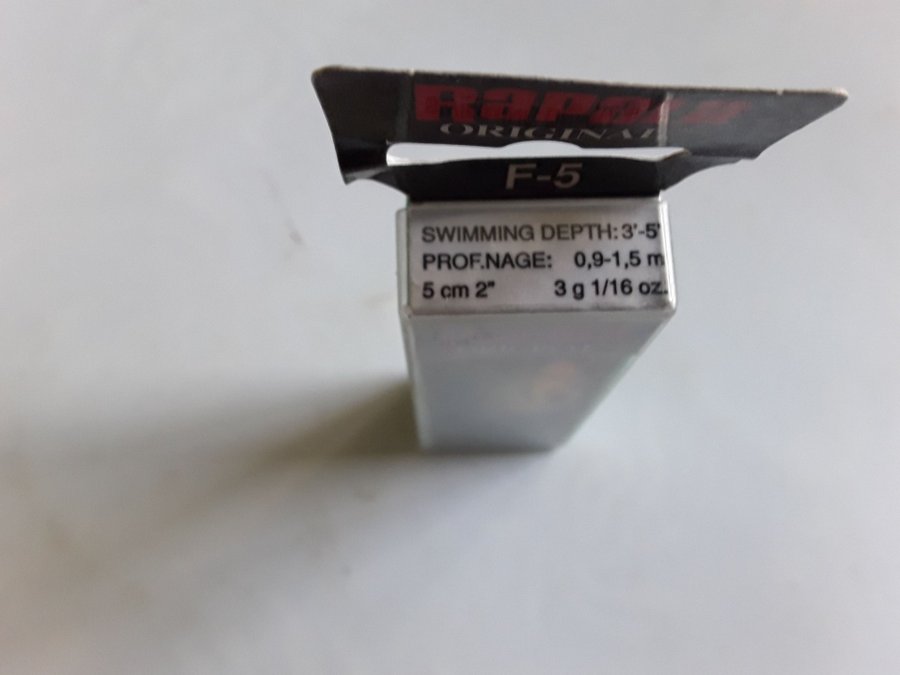 Rapala
ORIGINAL
F-5
SWIMMING DEPTH: 3'-5'
PROF.NAGE: 0,9-1,5 m
5 cm 2" 3 g 1/16 oz.